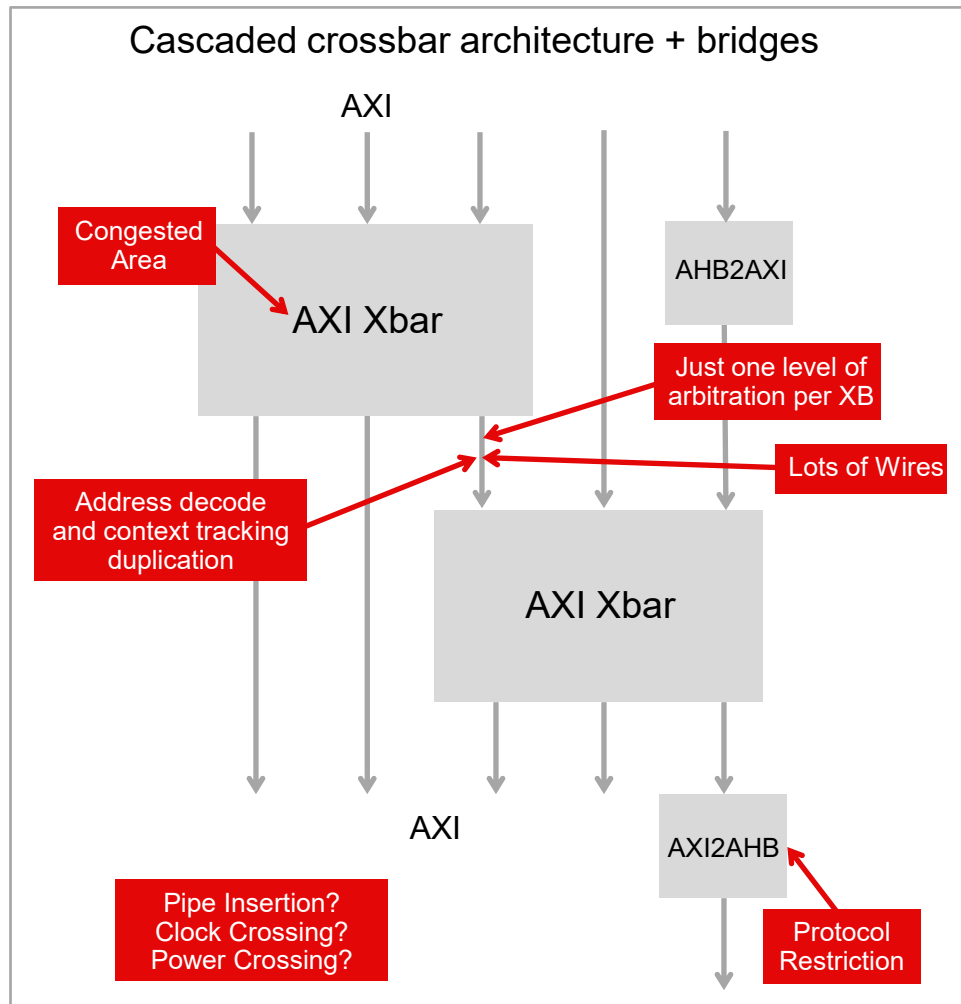 Cascaded crossbar architecture + bridges
AXI
Congested
Area
AXI Xbar
AHB2AXI
Just one level of
arbitration per XB
Lots of Wires
Address decode
and context tracking
duplication
AXI Xbar
AXI
AXI2AHB
Pipe Insertion?
Clock Crossing?
Power Crossing?
Protocol
Restriction